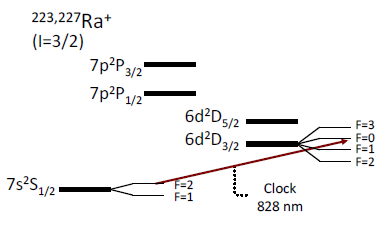 ²²³,²²⁷Ra⁺
(I=3/2)
7p²P₃/₂
7p²P₁/₂
6d²D₅/₂
6d²D₃/₂
F=3
F=0
F=1
F=2
7s²S₁/₂
F=2
F=1
Clock
828 nm